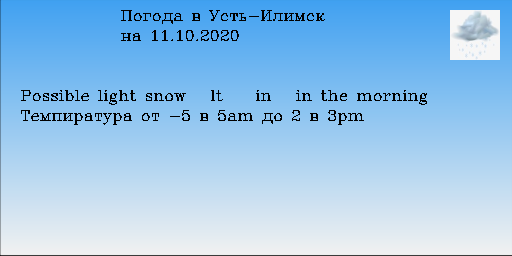 Погода в Усть-Илимск
на 11.10.2020
Possible light snow lt in in the morning
Темпиратура от -5 в 5am до 2 в 3pm